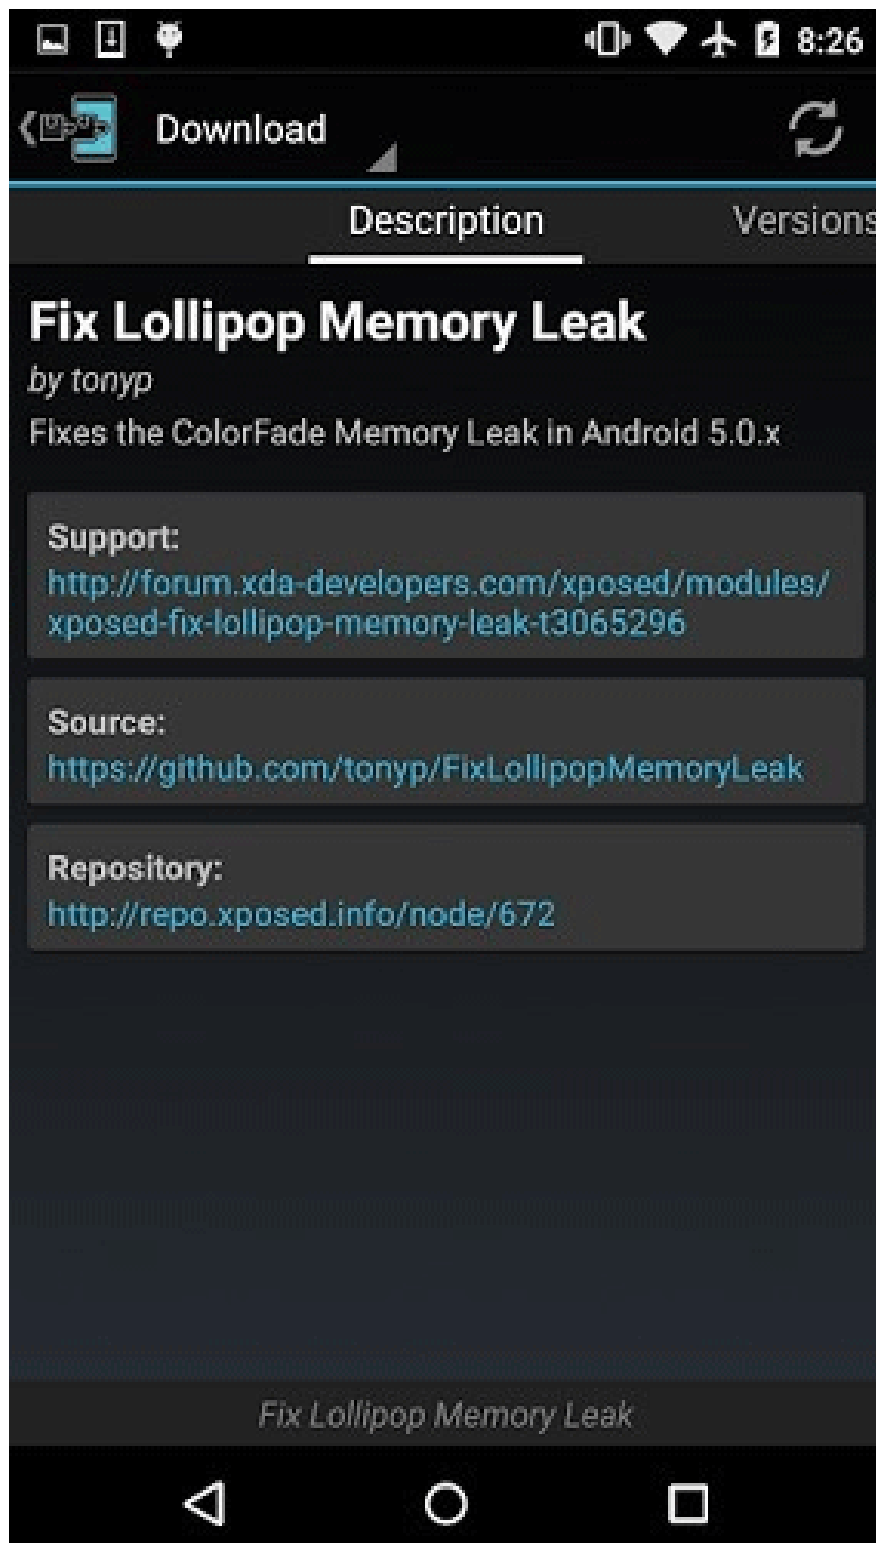 8:26
Download
Description
Versions
Fix Lollipop Memory Leak
by tonyp
Fixes the ColorFade Memory Leak in Android 5.0.x
Support:
http://forum.xda-developers.com/xposed/modules/
xposed-fix-lollipop-memory-leak-t3065296
Source:
https://github.com/tonyp/FixLollipopMemoryLeak
Repository:
http://repo.xposed.info/node/672
Fix Lollipop Memory Leak